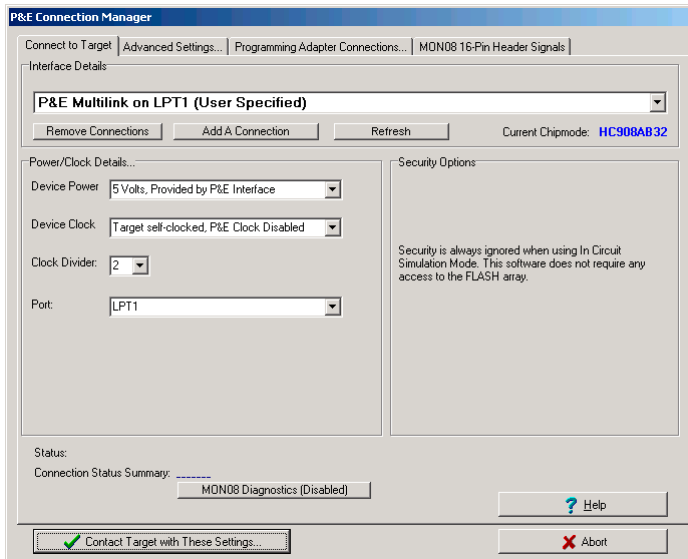 P&E Connection Manager
Connect to Target Advanced Settings... Programming Adapter Connections... MON08 16-Pin Header Signals
Interface Details
P&E Multilink on LPT1 (User Specified)
Remove Connections Add A Connection Refresh Current Chipmode: HC908AB32
Power/Clock Details...
Device Power 5 Volts, Provided by P&E Interface
Device Clock Target self-clocked, P&E Clock Disabled
Clock Divider: 2
Port: LPT1
Security Options
Security is always ignored when using In Circuit
Simulation Mode. This software does not require any
access to the FLASH array.
Status:
Connection Status Summary: _______
MON08 Diagnostics (Disabled)
? Help
Contact Target with These Settings...
Abort